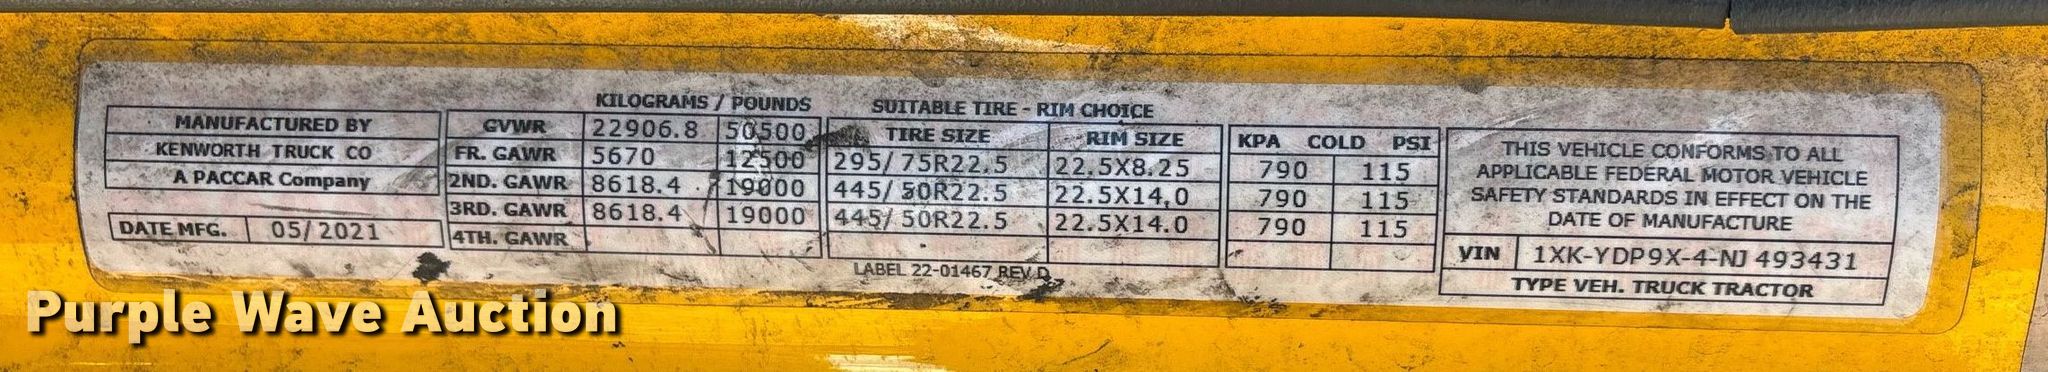 KILOGRAMS / POUNDS SUITABLE TIRE - RIM CHOICE
MANUFACTURED BY
KENWORTH TRUCK CO
A PACCAR Company
DATE MFG. 05/2021
GVWR 22906.8 50500 TIRE SIZE RIM SIZE KPA COLD PSI
FR. GAWR 5670 12500 295/75R22.5 22.5X8.25 790 115
2ND. GAWR 8618.4 19000 445/50R22.5 22.5X14.0 790 115
3RD. GAWR 8618.4 19000 445/50R22.5 22.5X14.0 790 115
4TH. GAWR
LABEL 22-01467 REV D
THIS VEHICLE CONFORMS TO ALL
APPLICABLE FEDERAL MOTOR VEHICLE
SAFETY STANDARDS IN EFFECT ON THE
DATE OF MANUFACTURE
VIN 1XK-YDP9X-4-NJ 493431
TYPE VEH. TRUCK TRACTOR
Purple Wave Auction